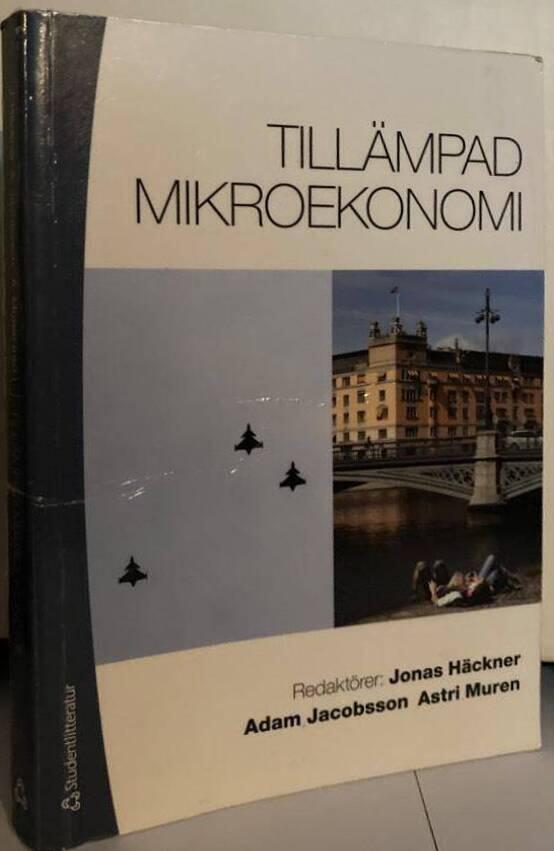 TILLÄMPAD
MIKROEKONOMI
Redaktörer: Jonas Häckner
Adam Jacobsson Astri Muren
Studentlitteratur